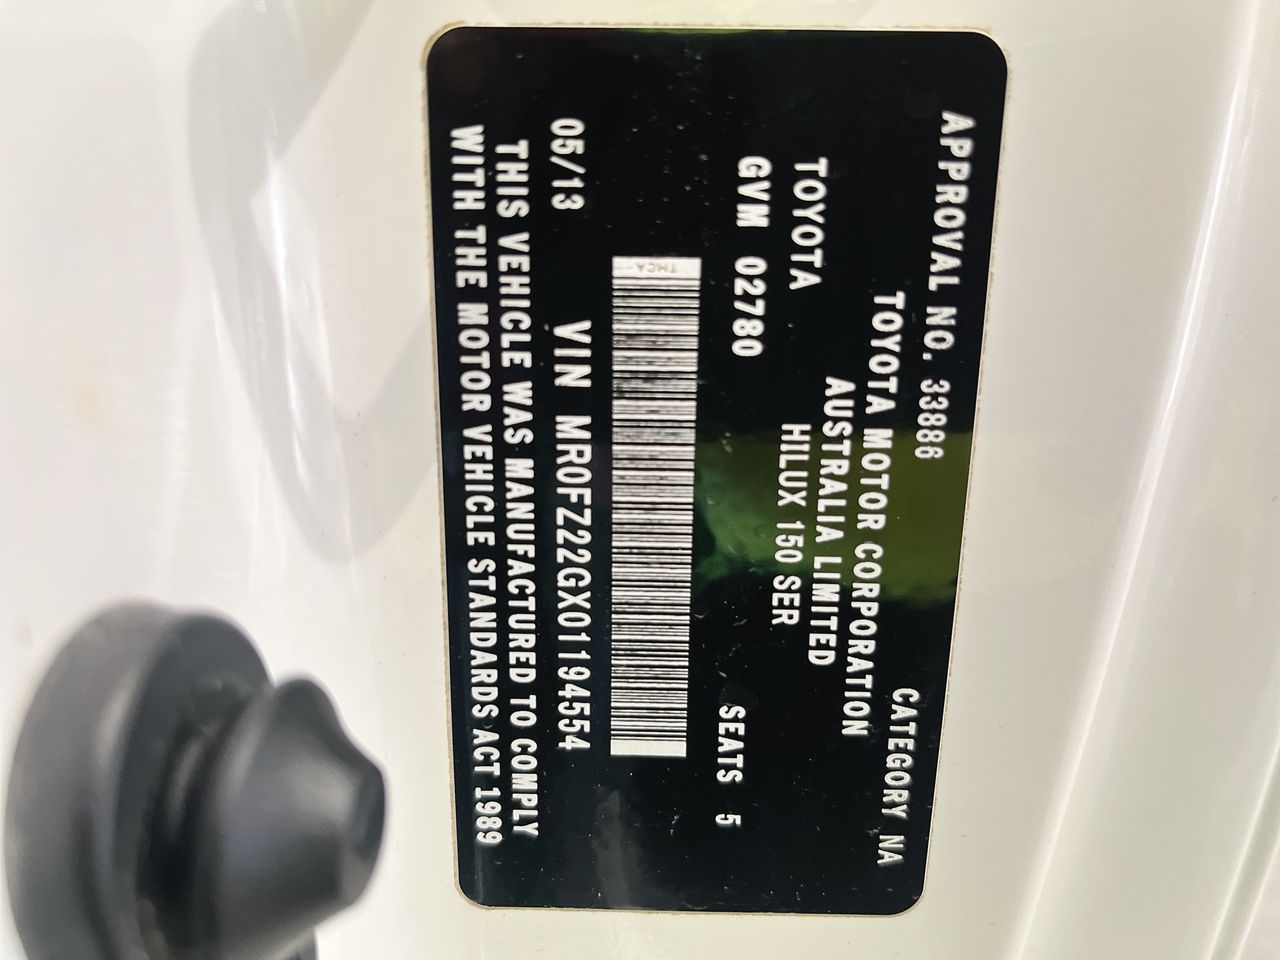 APPROVAL NO. 33886 CATEGORY NA
TOYOTA MOTOR CORPORATION
AUSTRALIA LIMITED
TOYOTA HILUX 150 SER
GVM 02780 SEATS 5
TMCA
05/13 VIN MR0FZ22GX01194554
THIS VEHICLE WAS MANUFACTURED TO COMPLY
WITH THE MOTOR VEHICLE STANDARDS ACT 1989